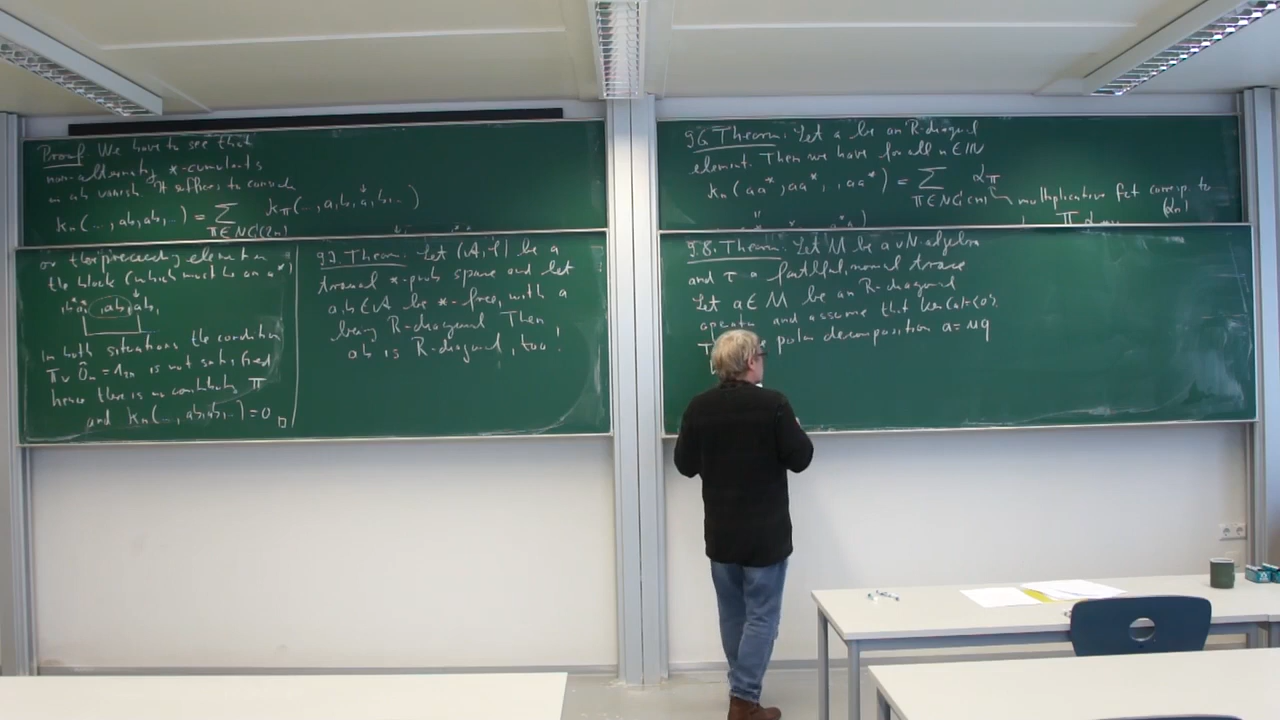 Proof: We have to see that
non-alternating *-cumulants
in ab vanish. It suffices to consider
kₙ(…, ab, ab, …) = Σ k_π(…, a, b, a, b, …)
π∈NC(2n)
or the preceding element in
the block (which must be an a*)
, ab, ab,
In both situations the condition
π ∨ 0̂ₙ = 1₂ₙ is not satisfied
hence there is no contributing π
and kₙ(…, ab, ab, …) = 0 □
9.7. Theorem: Let (A, φ) be a
tracial *-prob space and let
a, b ∈ A be *-free, with a
being R-diagonal Then
ab is R-diagonal, too!
9.6 Theorem: Let a be an R-diagonal
element. Then we have for all n ∈ ℕ
kₙ(aa*, aa*, .., aa*) = Σ α_π
π∈NC(n)
multiplicative fct corresp. to
(αₙ)
9.8. Theorem: Let M be a vN-algebra
and τ a faithful, normal trace
Let a ∈ M be an R-diagonal
and assume that ker(a) = {0}.
polar decomposition a = uq